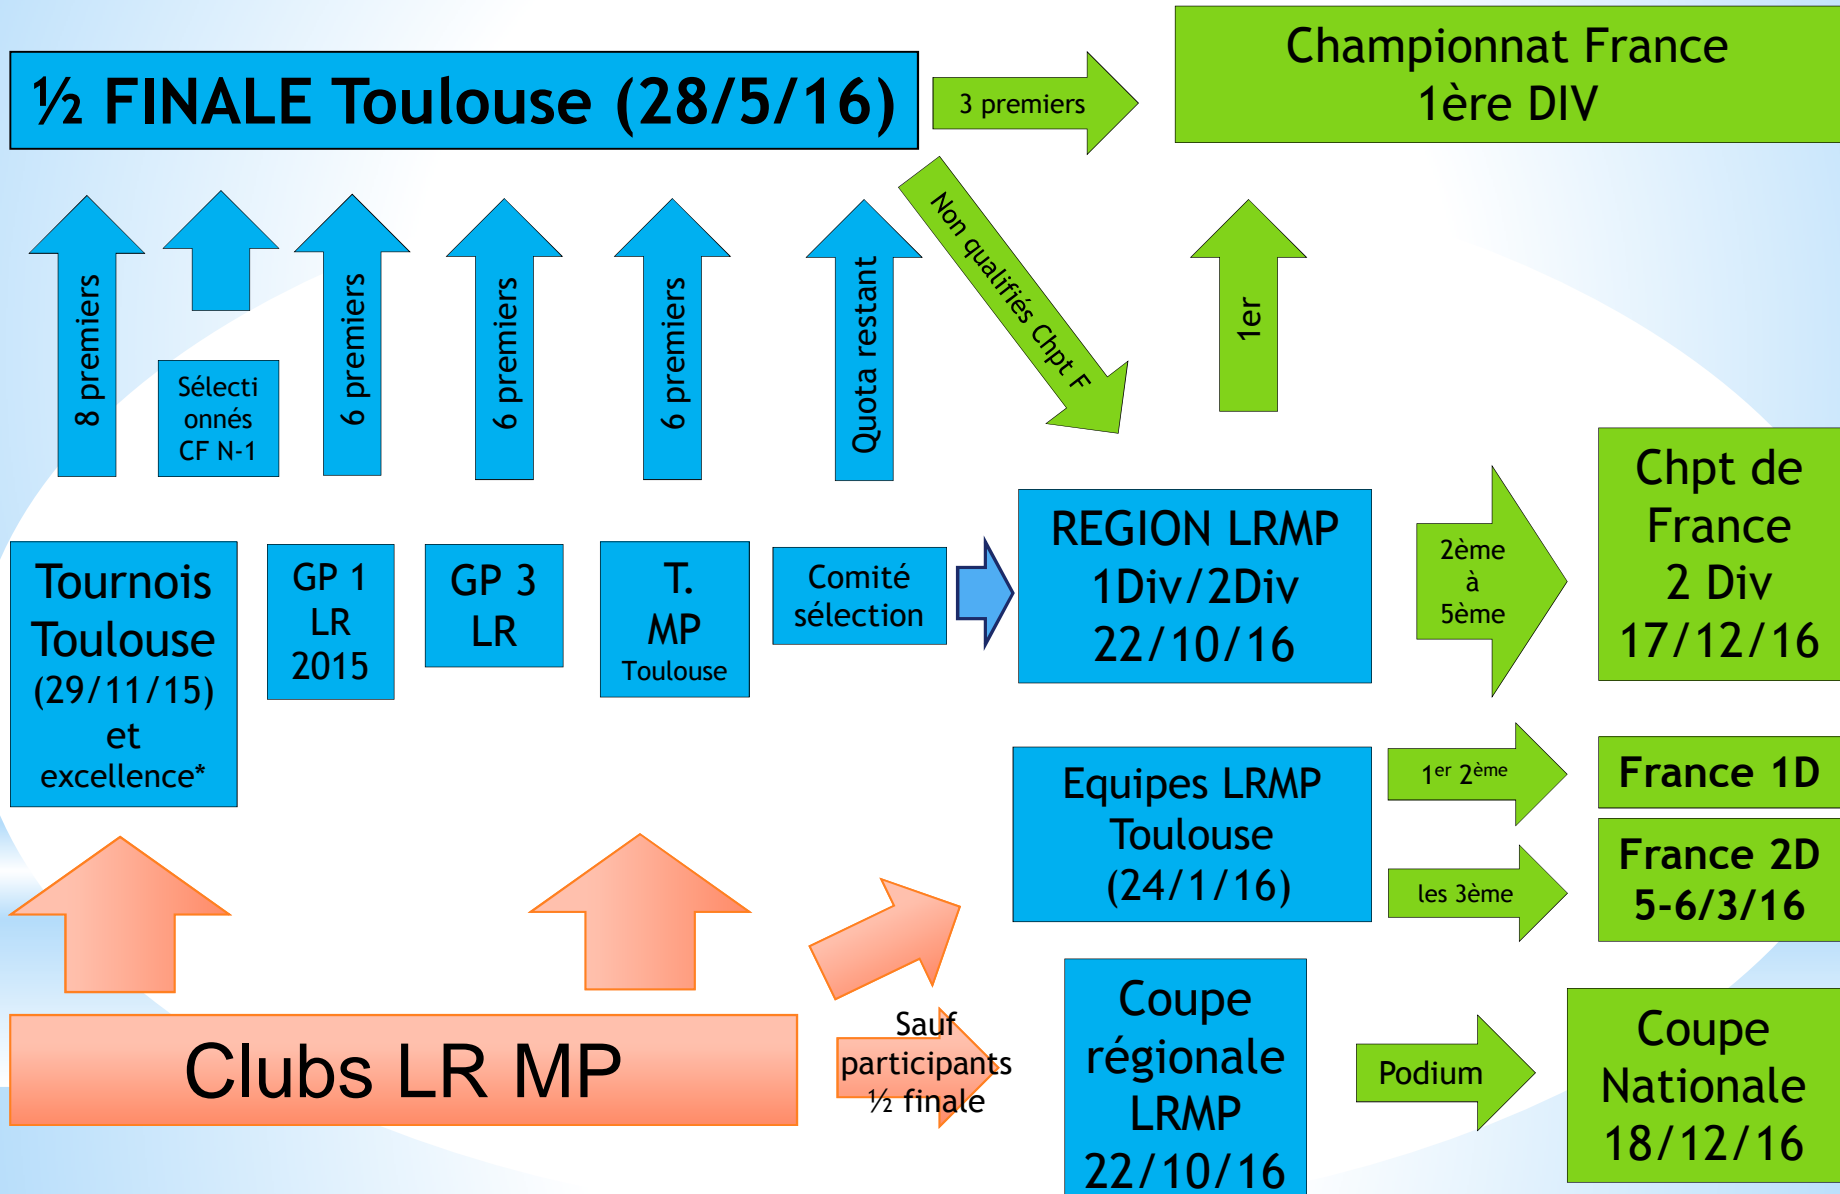 ½ FINALE Toulouse (28/5/16)
3 premiers
Championnat France
1ère DIV
8 premiers
Sélecti
onnés
CF N-1
6 premiers
6 premiers
6 premiers
Quota restant
Non qualifiés Chpt F
1er
Tournois
Toulouse
(29/11/15)
et
excellence*
GP 1
LR
2015
GP 3
LR
T.
MP
Toulouse
Comité
sélection
REGION LRMP
1Div/2Div
22/10/16
2ème
à
5ème
Chpt de
France
2 Div
17/12/16
Equipes LRMP
Toulouse
(24/1/16)
1er 2ème
France 1D
les 3ème
France 2D
5-6/3/16
Clubs LR MP
Sauf
participants
½ finale
Coupe
régionale
LRMP
22/10/16
Podium
Coupe
Nationale
18/12/16